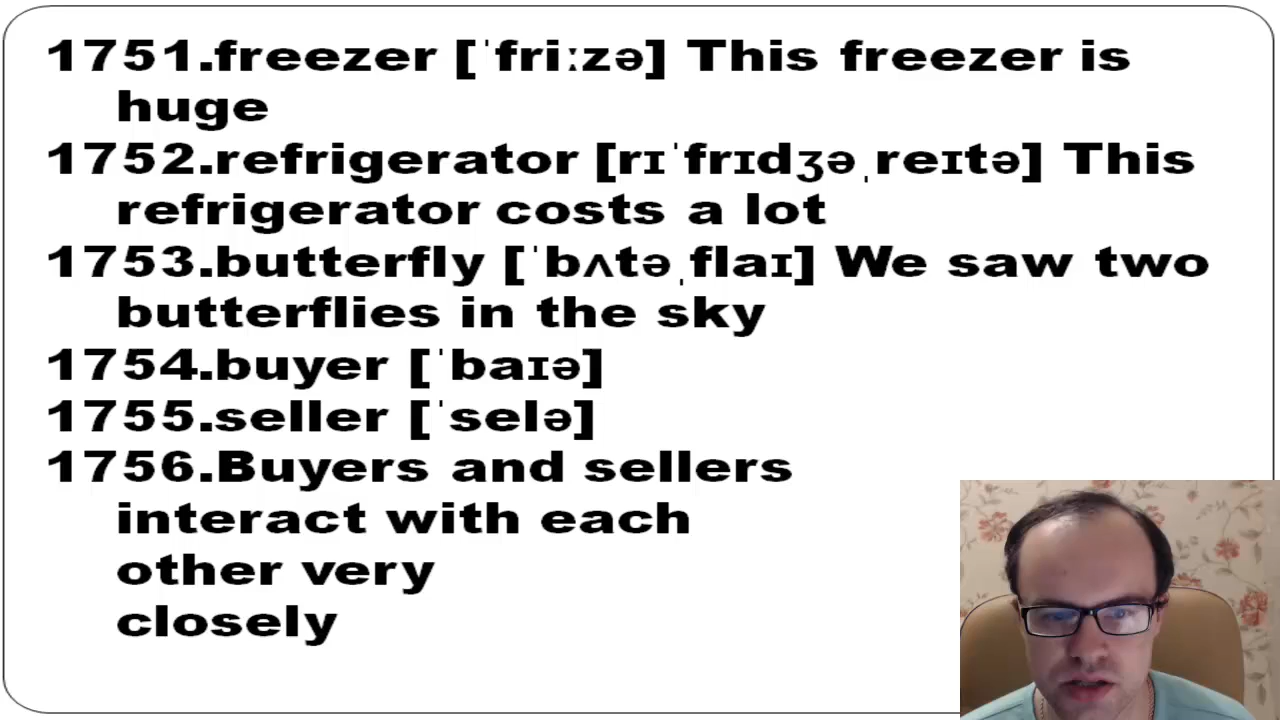 1751.freezer [ˈfriːzə] This freezer is
huge
1752.refrigerator [rɪˈfrɪdʒəˌreɪtə] This
refrigerator costs a lot
1753.butterfly [ˈbʌtəˌflaɪ] We saw two
butterflies in the sky
1754.buyer [ˈbaɪə]
1755.seller [ˈselə]
1756.Buyers and sellers
interact with each
other very
closely